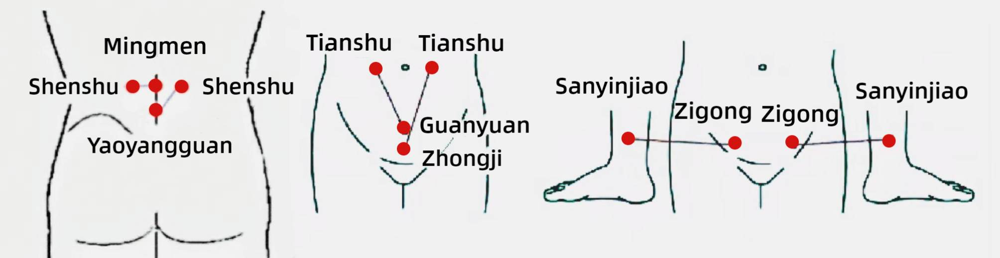 Mingmen
Shenshu
Shenshu
Yaoyangguan
Tianshu
Tianshu
Guanyuan
Zhongji
Sanyinjiao
Zigong
Zigong
Sanyinjiao